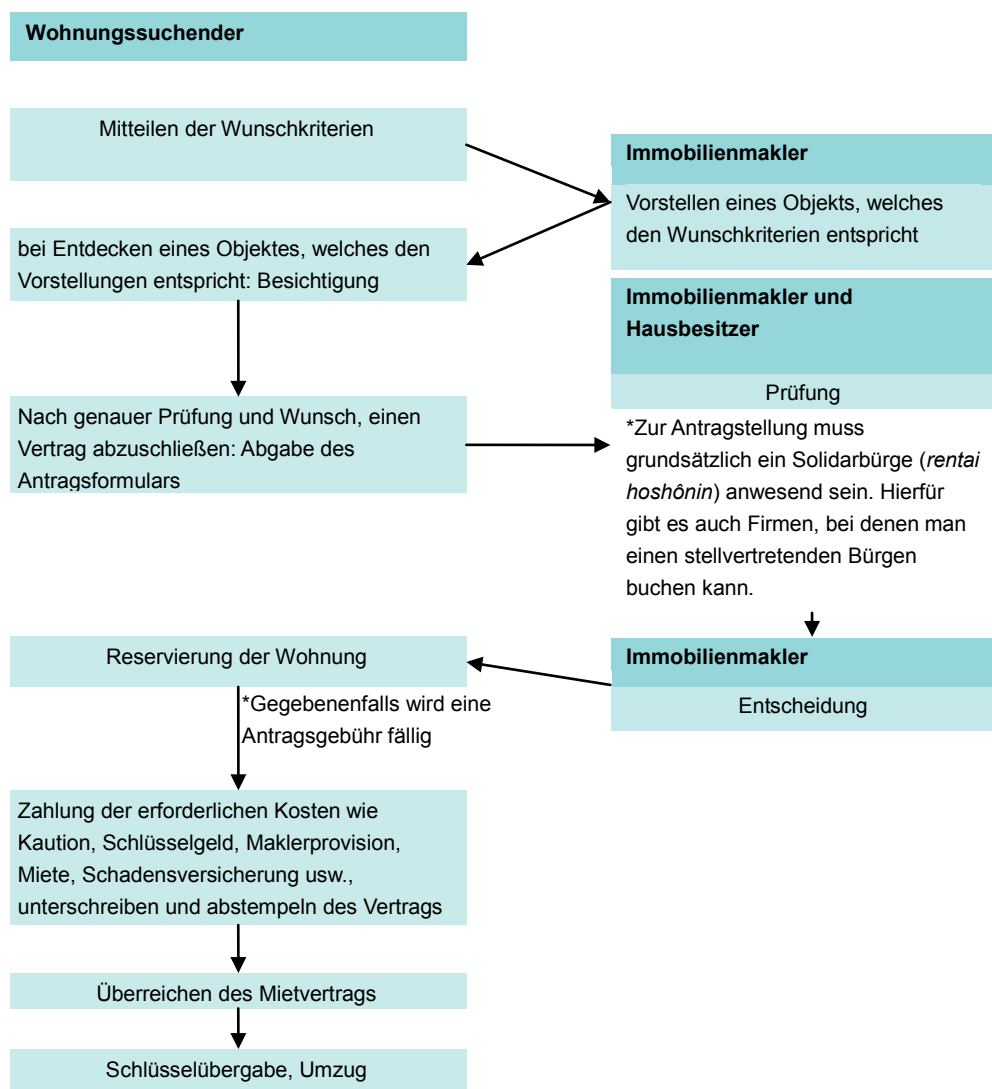 Wohnungssuchender
Mitteilen der Wunschkriterien
Immobilienmakler
Vorstellen eines Objekts, welches
den Wunschkriterien entspricht
bei Entdecken eines Objektes, welches den
Vorstellungen entspricht: Besichtigung
Immobilienmakler und
Hausbesitzer
Prüfung
Nach genauer Prüfung und Wunsch, einen
Vertrag abzuschließen: Abgabe des
Antragsformulars
*Zur Antragstellung muss
grundsätzlich ein Solidarbürge (rentai
hoshônin) anwesend sein. Hierfür
gibt es auch Firmen, bei denen man
einen stellvertretenden Bürgen
buchen kann.
Immobilienmakler
Entscheidung
Reservierung der Wohnung
*Gegebenenfalls wird eine
Antragsgebühr fällig
Zahlung der erforderlichen Kosten wie
Kaution, Schlüsselgeld, Maklerprovision,
Miete, Schadensversicherung usw.,
unterschreiben und abstempeln des Vertrags
Überreichen des Mietvertrags
Schlüsselübergabe, Umzug